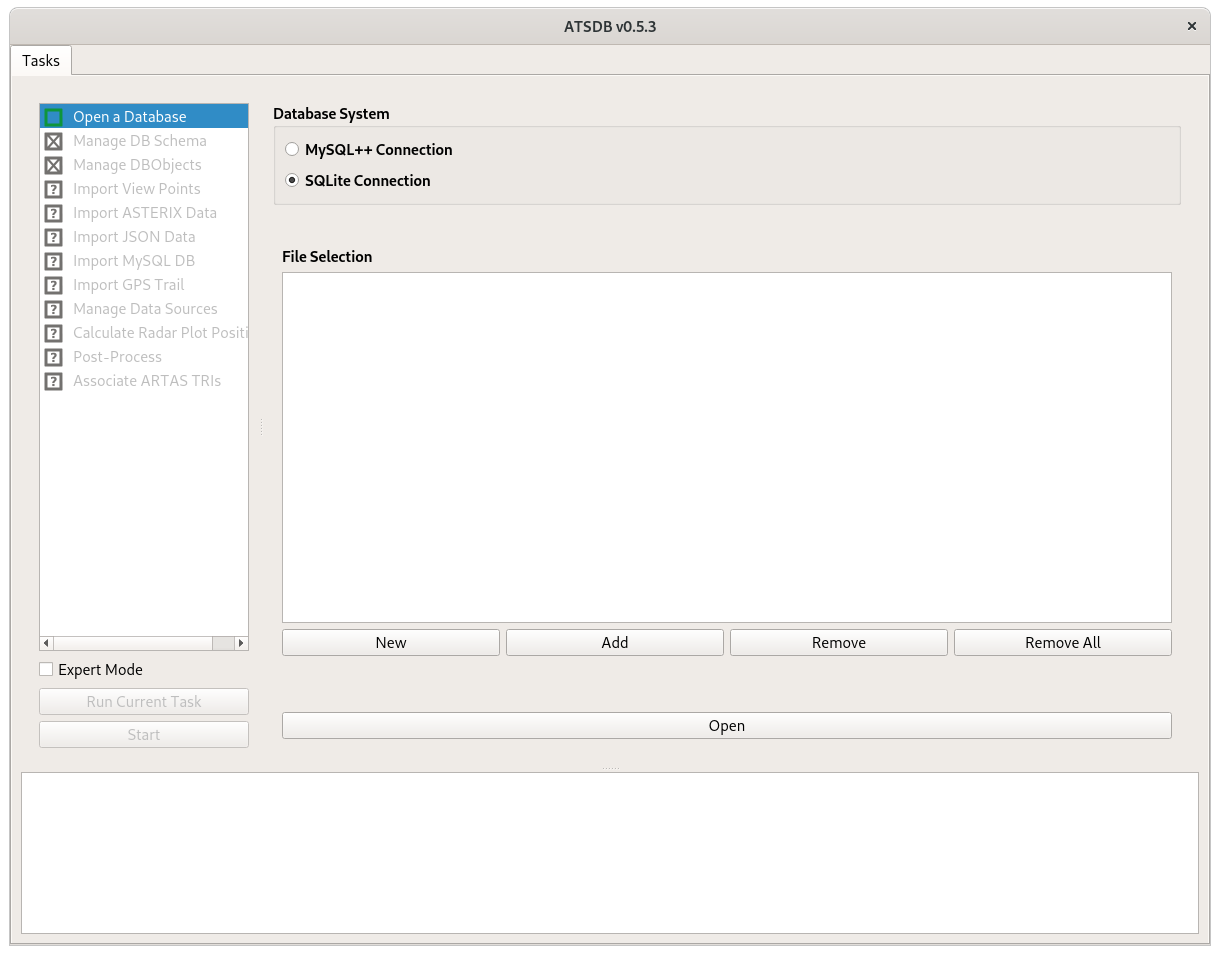 ATSDB v0.5.3
Tasks
Open a Database
Manage DB Schema
Manage DBObjects
Import View Points
Import ASTERIX Data
Import JSON Data
Import MySQL DB
Import GPS Trail
Manage Data Sources
Calculate Radar Plot Positi
Post-Process
Associate ARTAS TRIs
Expert Mode
Run Current Task
Start
Database System
MySQL++ Connection
SQLite Connection
File Selection
New Add Remove Remove All
Open